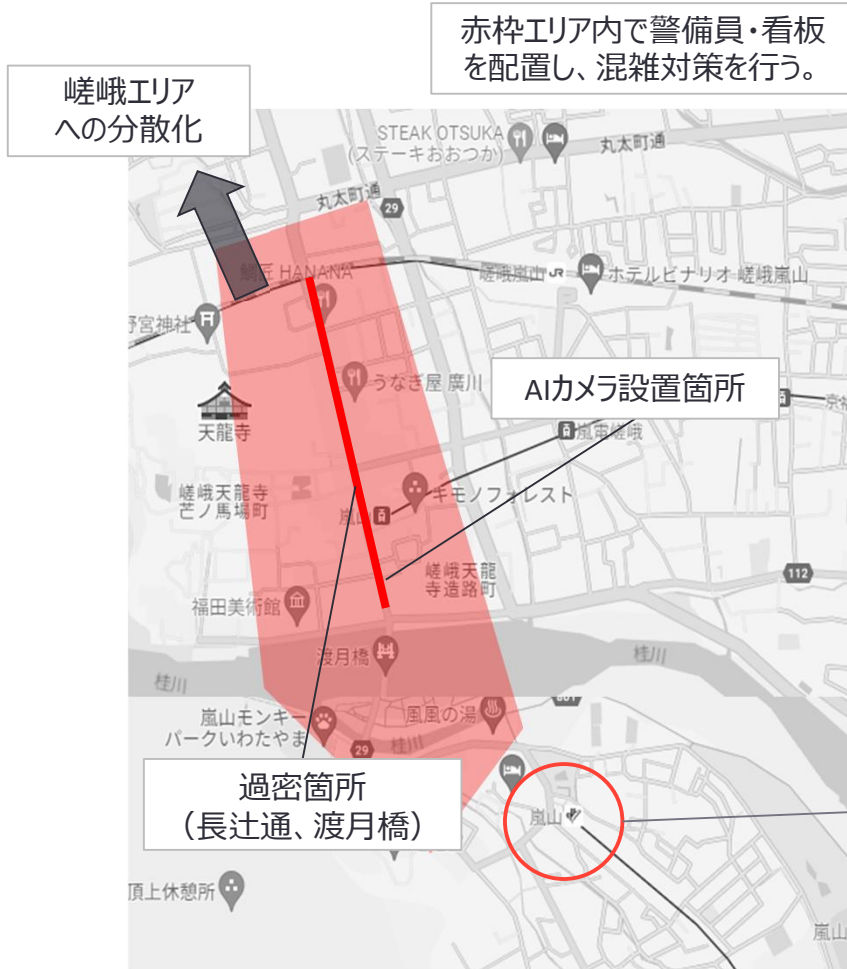 赤枠エリア内で警備員・看板
を配置し、混雑対策を行う。
嵯峨エリア
への分散化
STEAK OTSUKA
(ステーキおおつか)
丸太町通
丸太町通
29
鯛匠 HANANA
嵯峨嵐山
JR
ホテルビナリオ 嵯峨嵐山
野宮神社
うなぎ屋 廣川
AIカメラ設置箇所
天龍寺
嵐電嵯峨
嵯峨天龍寺
芒ノ馬場町
キモノフォレスト
嵐山
嵯峨天龍
寺造路町
112
福田美術館
渡月橋
桂川
桂川
嵐山モンキー
パークいわたやま
風風の湯
29
桂川
過密箇所
（長辻通、渡月橋）
嵐山
頂上休憩所
嵐山